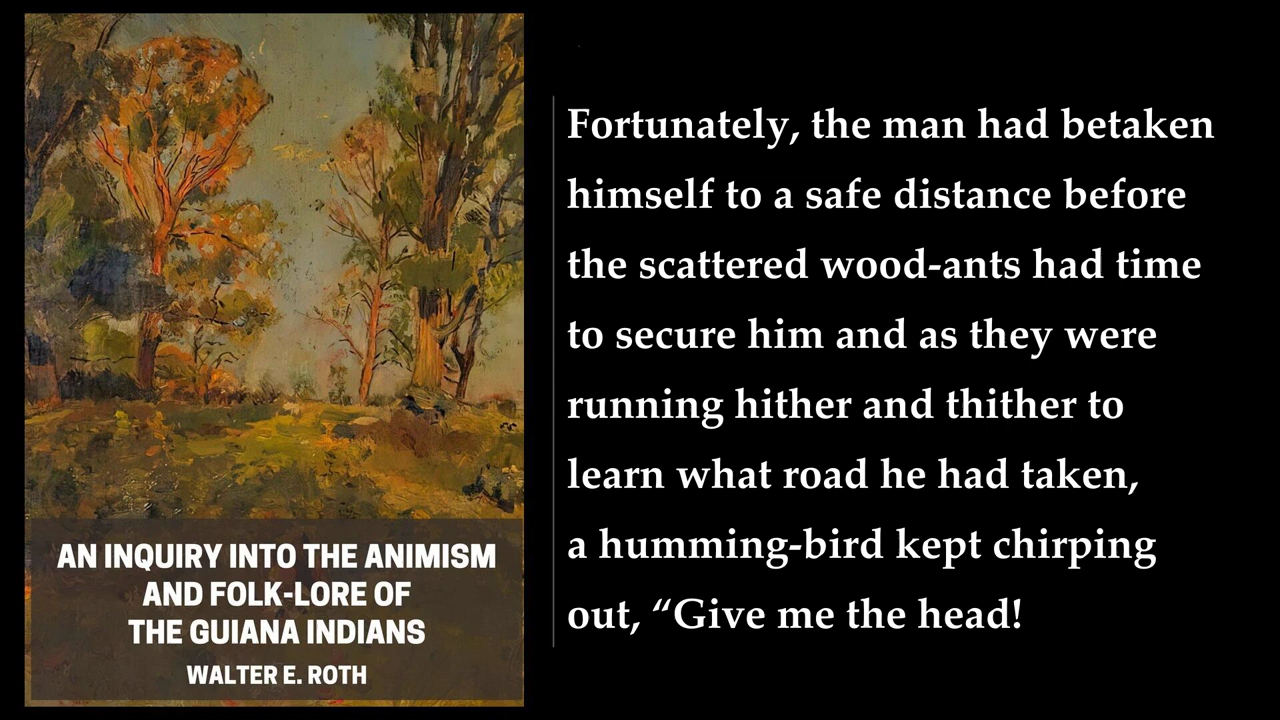 AN INQUIRY INTO THE ANIMISM
AND FOLK-LORE OF
THE GUIANA INDIANS
WALTER E. ROTH
Fortunately, the man had betaken
himself to a safe distance before
the scattered wood-ants had time
to secure him and as they were
running hither and thither to
learn what road he had taken,
a humming-bird kept chirping
out, “Give me the head!